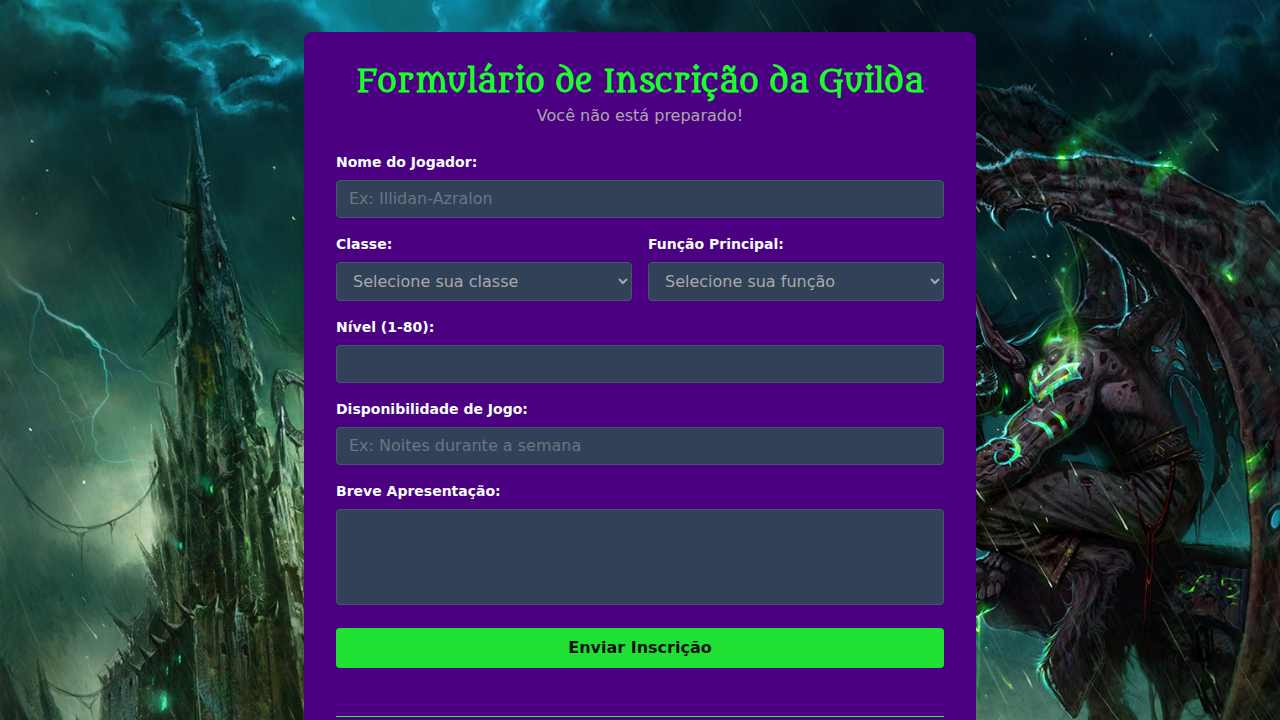 Formulário de Inscrição da Guilda
Você não está preparado!
Nome do Jogador:
Ex: Illidan-Azralon
Classe:
Função Principal:
Selecione sua classe
Selecione sua função
Nível (1-80):
Disponibilidade de Jogo:
Ex: Noites durante a semana
Breve Apresentação:
Enviar Inscrição